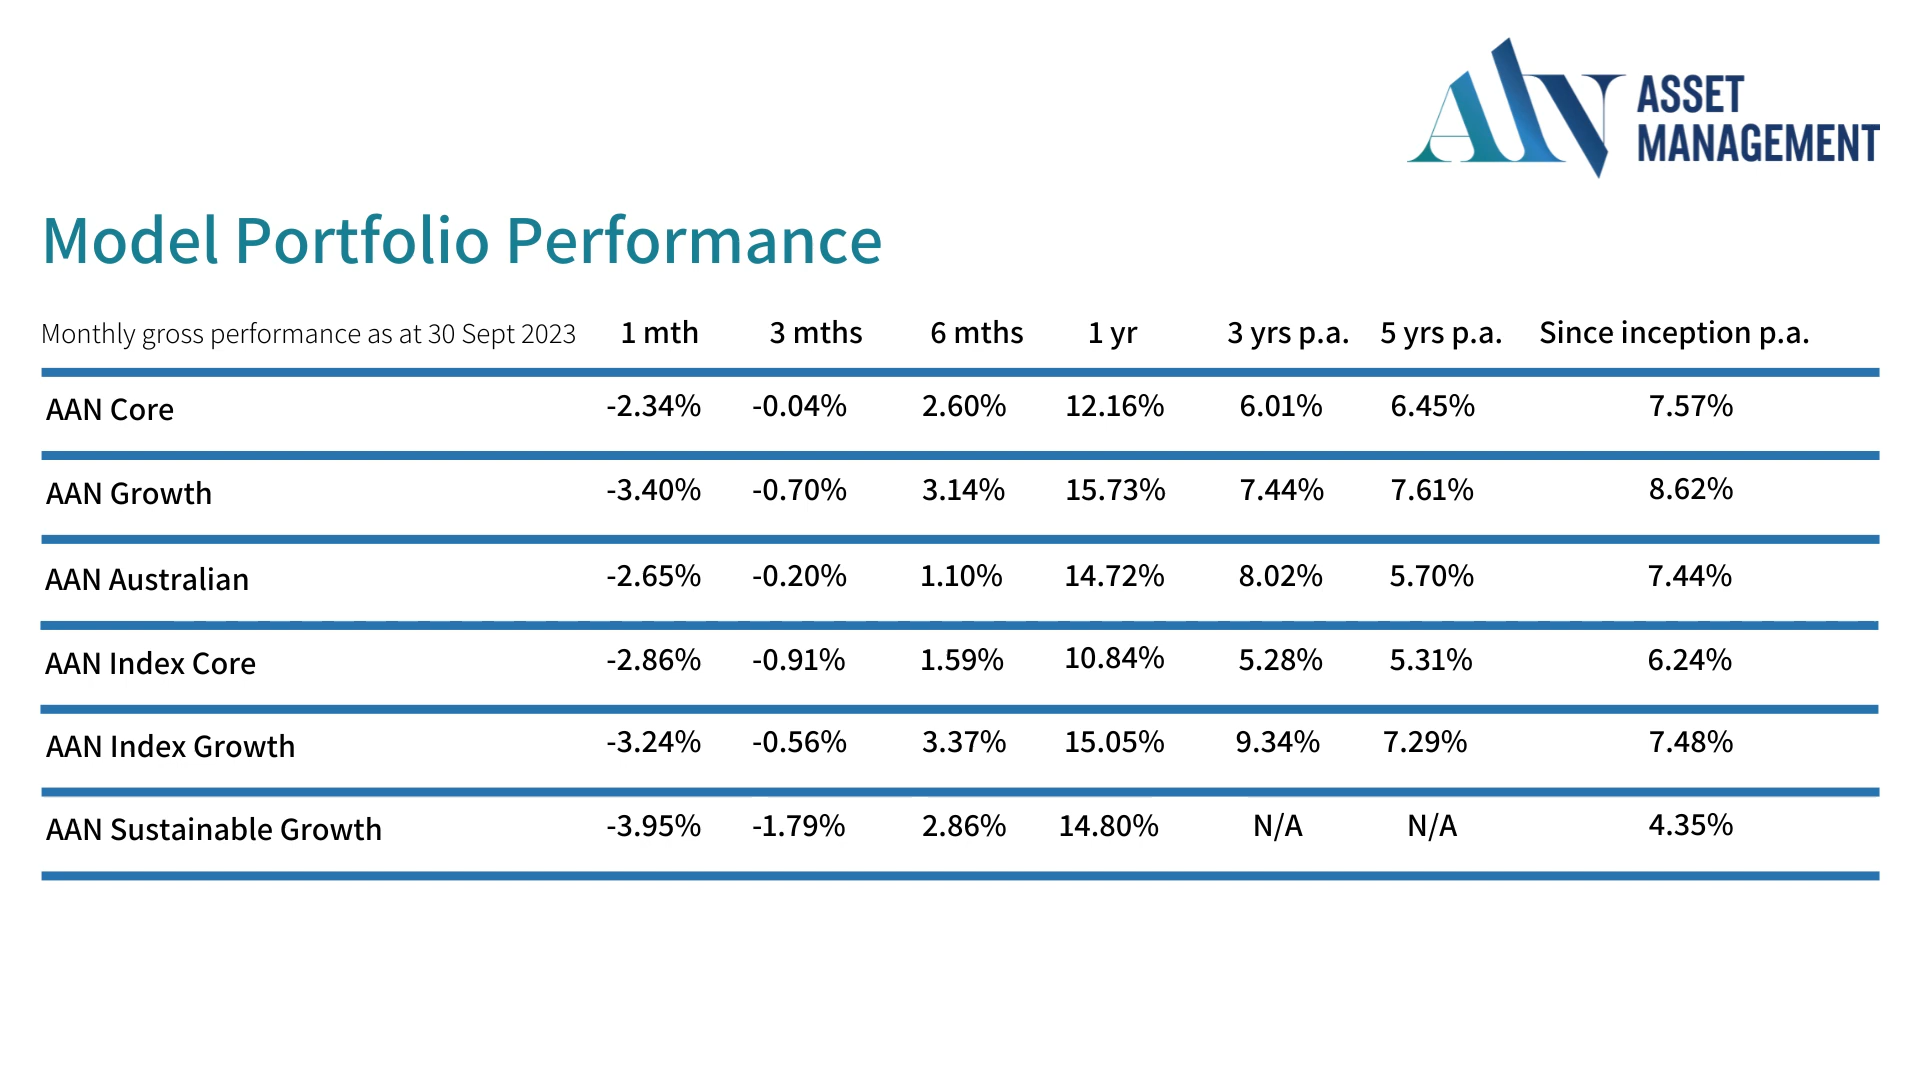 AAN ASSET
MANAGEMENT
Model Portfolio Performance
Monthly gross performance as at 30 Sept 2023 1 mth 3 mths 6 mths 1 yr 3 yrs p.a. 5 yrs p.a. Since inception p.a.
AAN Core -2.34% -0.04% 2.60% 12.16% 6.01% 6.45% 7.57%
AAN Growth -3.40% -0.70% 3.14% 15.73% 7.44% 7.61% 8.62%
AAN Australian -2.65% -0.20% 1.10% 14.72% 8.02% 5.70% 7.44%
AAN Index Core -2.86% -0.91% 1.59% 10.84% 5.28% 5.31% 6.24%
AAN Index Growth -3.24% -0.56% 3.37% 15.05% 9.34% 7.29% 7.48%
AAN Sustainable Growth -3.95% -1.79% 2.86% 14.80% N/A N/A 4.35%